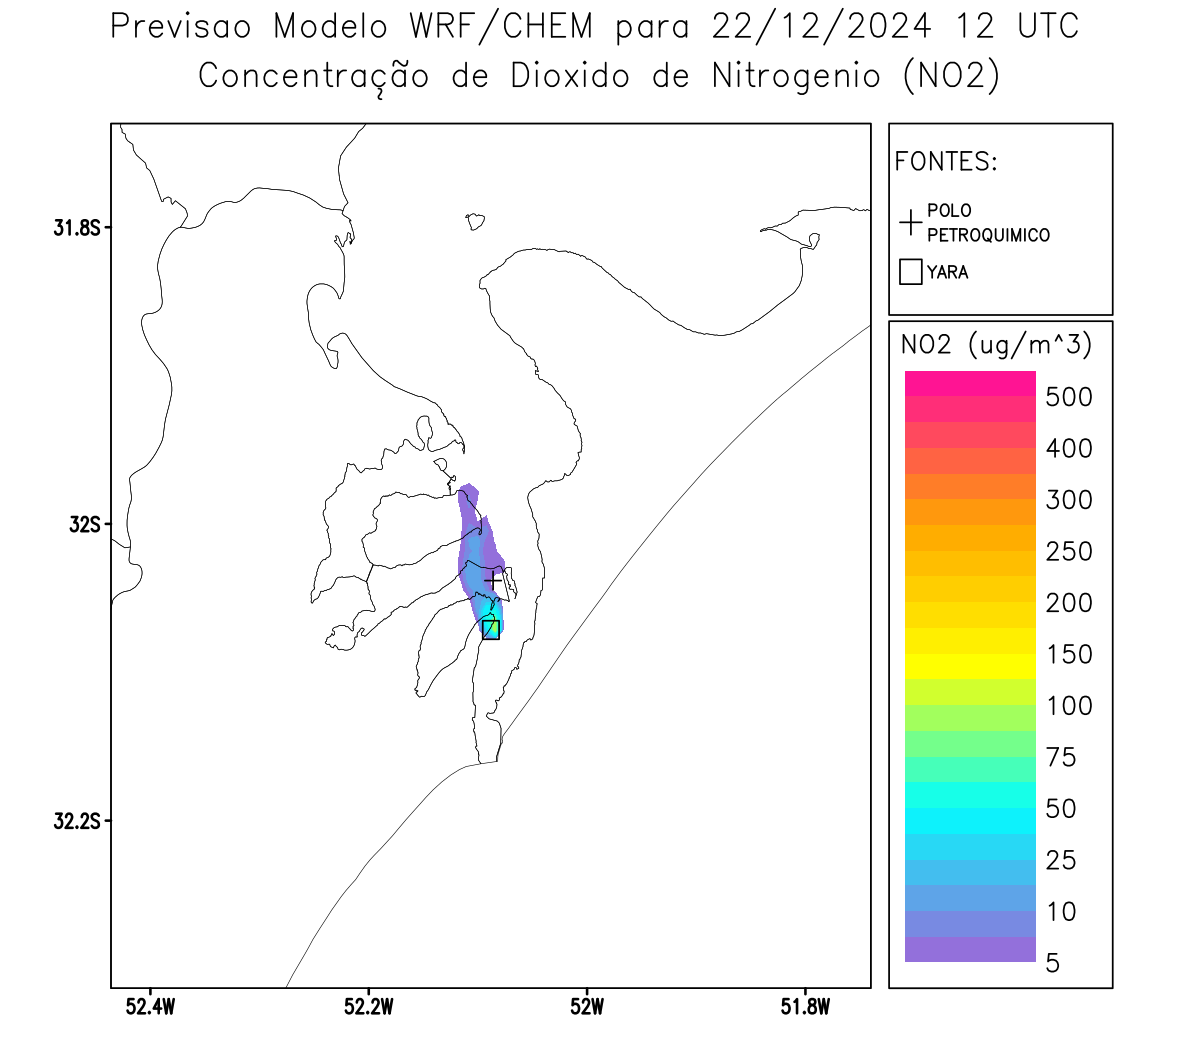 Previsao Modelo WRF/CHEM para 22/12/2024 12 UTC
Concentração de Dioxido de Nitrogenio (NO2)
FONTES:
POLO
PETROQUIMICO
YARA
NO2 (ug/m^3)
500
400
300
250
200
150
100
75
50
25
10
5
31.8S
32S
32.2S
52.4W
52.2W
52W
51.8W